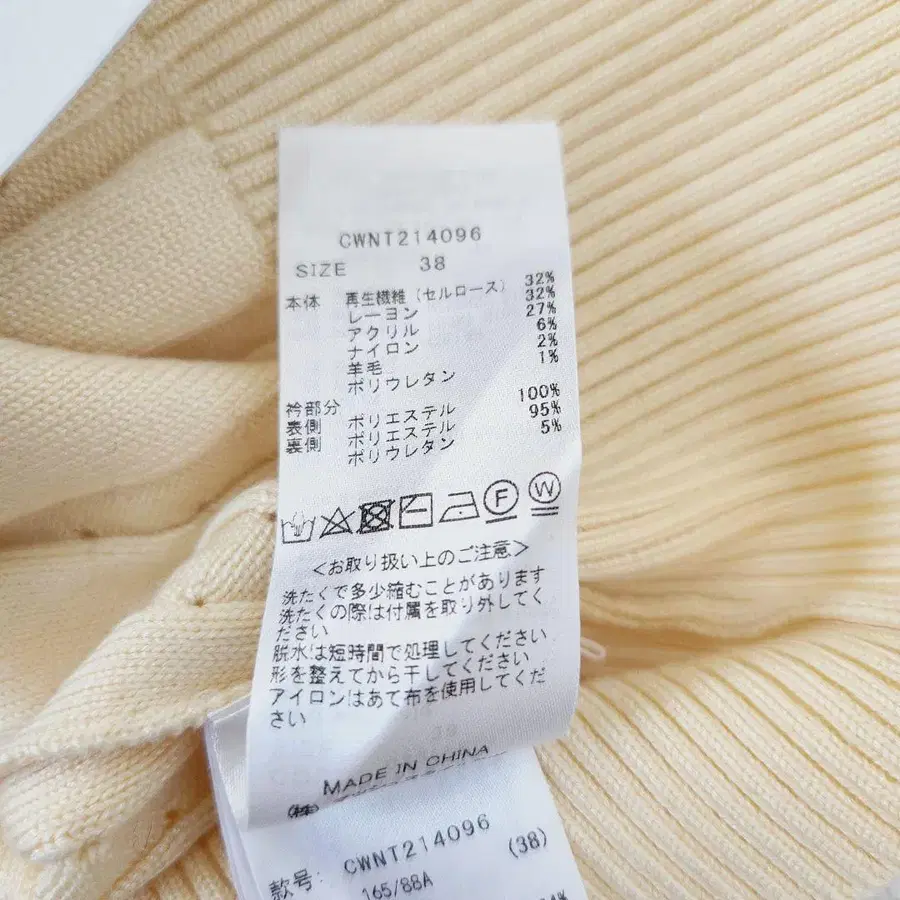 CWNT214096
SIZE 38
本体 再生繊維(セルロース) 32%
レーヨン 32%
アクリル 27%
ナイロン 6%
羊毛 2%
ポリウレタン 1%
衿部分
表側 ポリエステル 100%
裏側 ポリエステル 95%
ポリウレタン 5%
F
W
<お取り扱い上のご注意>
洗たくで多少縮むことがあります
洗たくの際は付属を取り外してく
ださい
脱水は短時間で処理してください
形を整えてから干してください
アイロンはあて布を使用してくだ
さい
MADE IN CHINA
(株)
款号: CWNT214096 (38)
165/88A